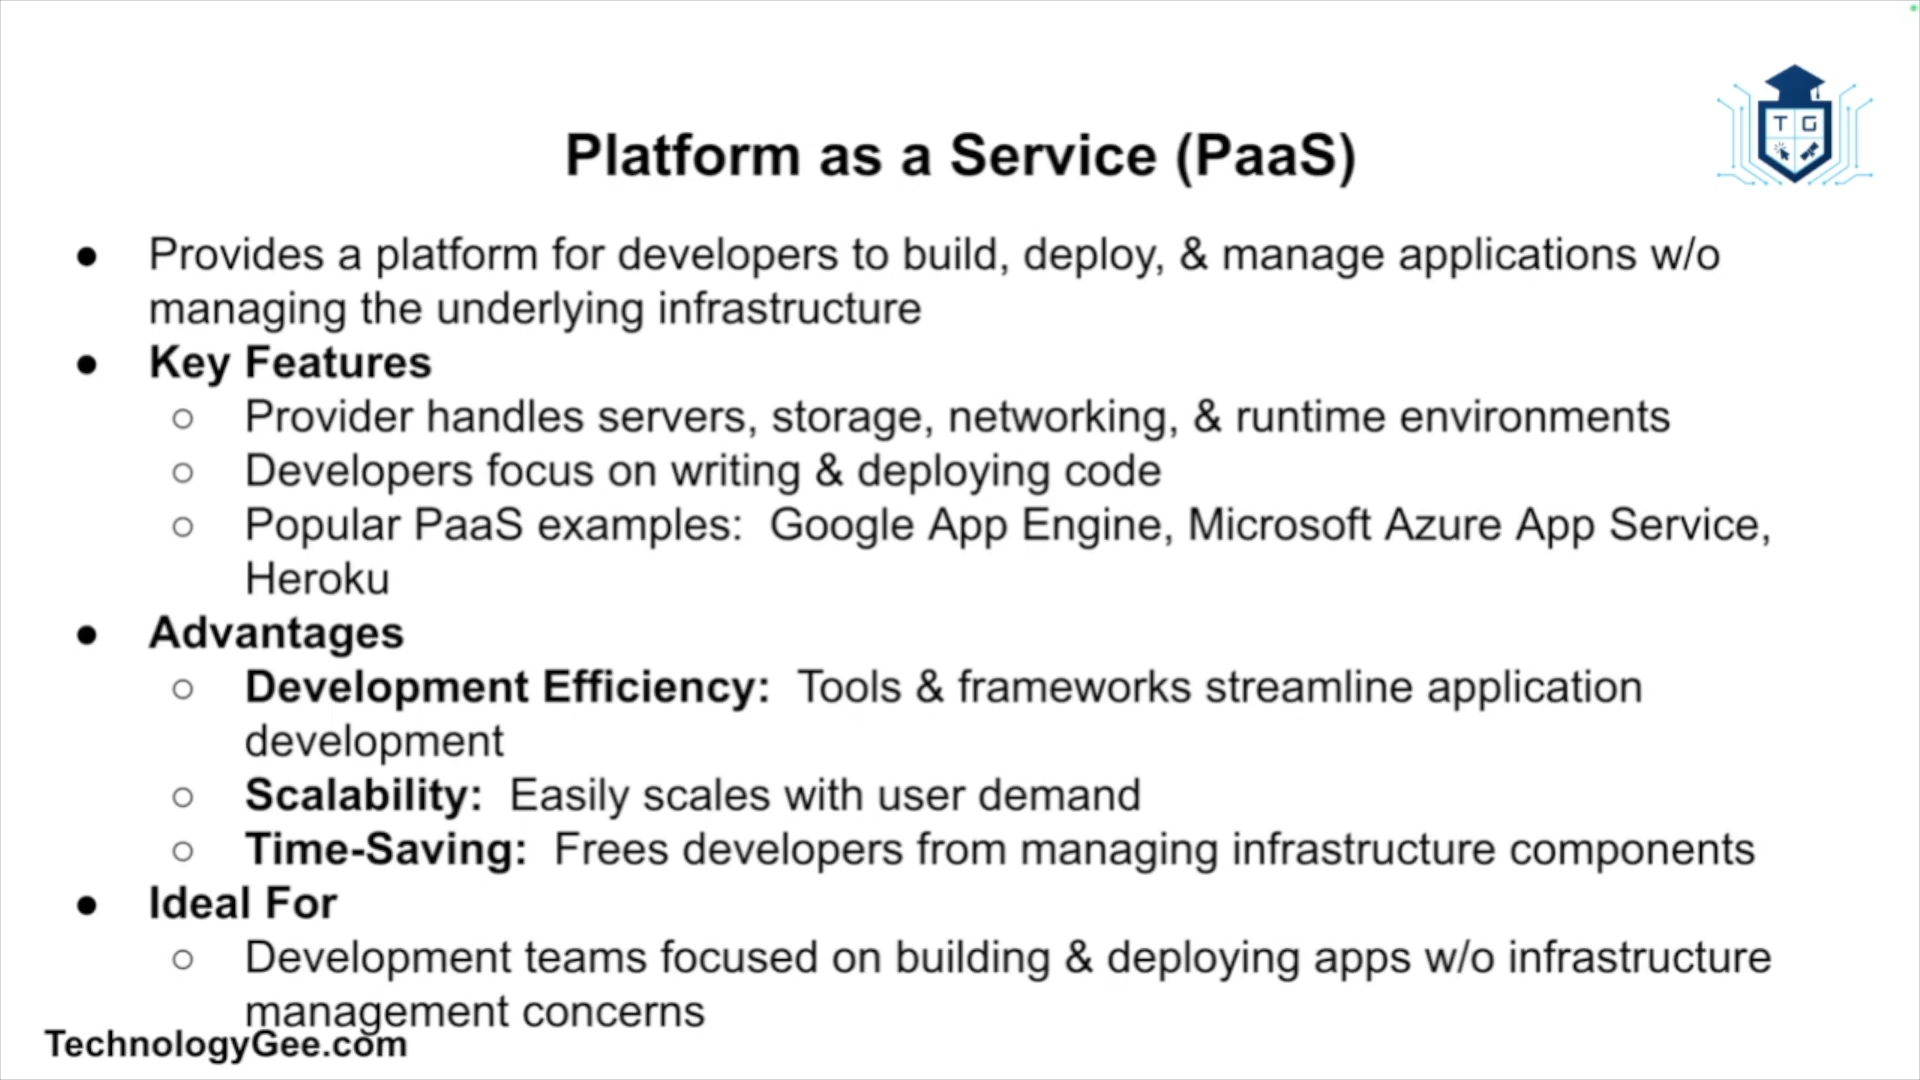 T G
Platform as a Service (PaaS)
● Provides a platform for developers to build, deploy, & manage applications w/o
managing the underlying infrastructure
● Key Features
○ Provider handles servers, storage, networking, & runtime environments
○ Developers focus on writing & deploying code
○ Popular PaaS examples:  Google App Engine, Microsoft Azure App Service,
Heroku
● Advantages
○ Development Efficiency:  Tools & frameworks streamline application
development
○ Scalability:  Easily scales with user demand
○ Time-Saving:  Frees developers from managing infrastructure components
● Ideal For
○ Development teams focused on building & deploying apps w/o infrastructure
management concerns
TechnologyGee.com